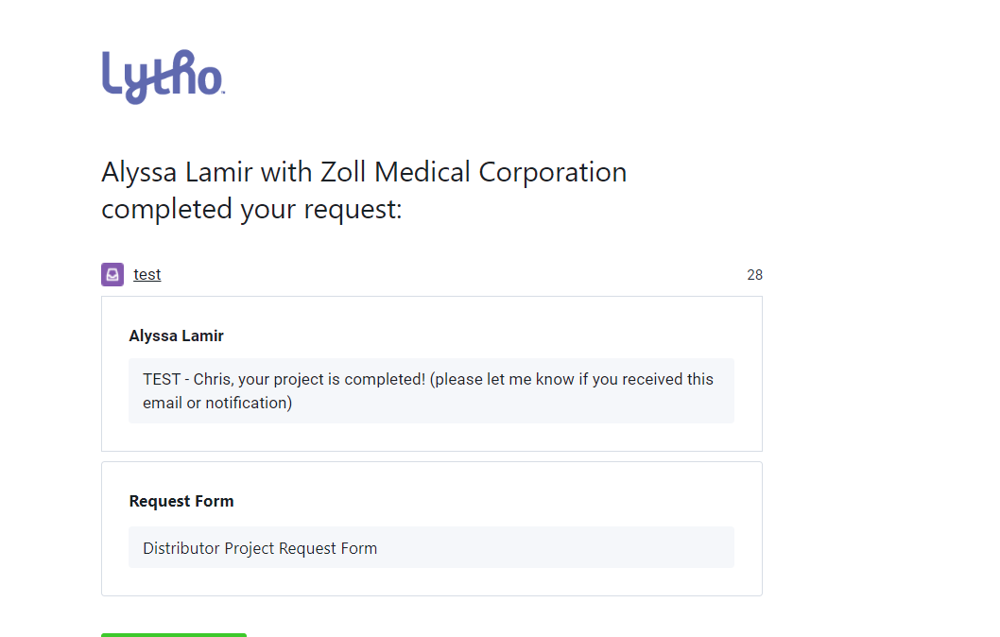 Lytho™
Alyssa Lamir with Zoll Medical Corporation
completed your request:
test 28
Alyssa Lamir
TEST - Chris, your project is completed! (please let me know if you received this
email or notification)
Request Form
Distributor Project Request Form